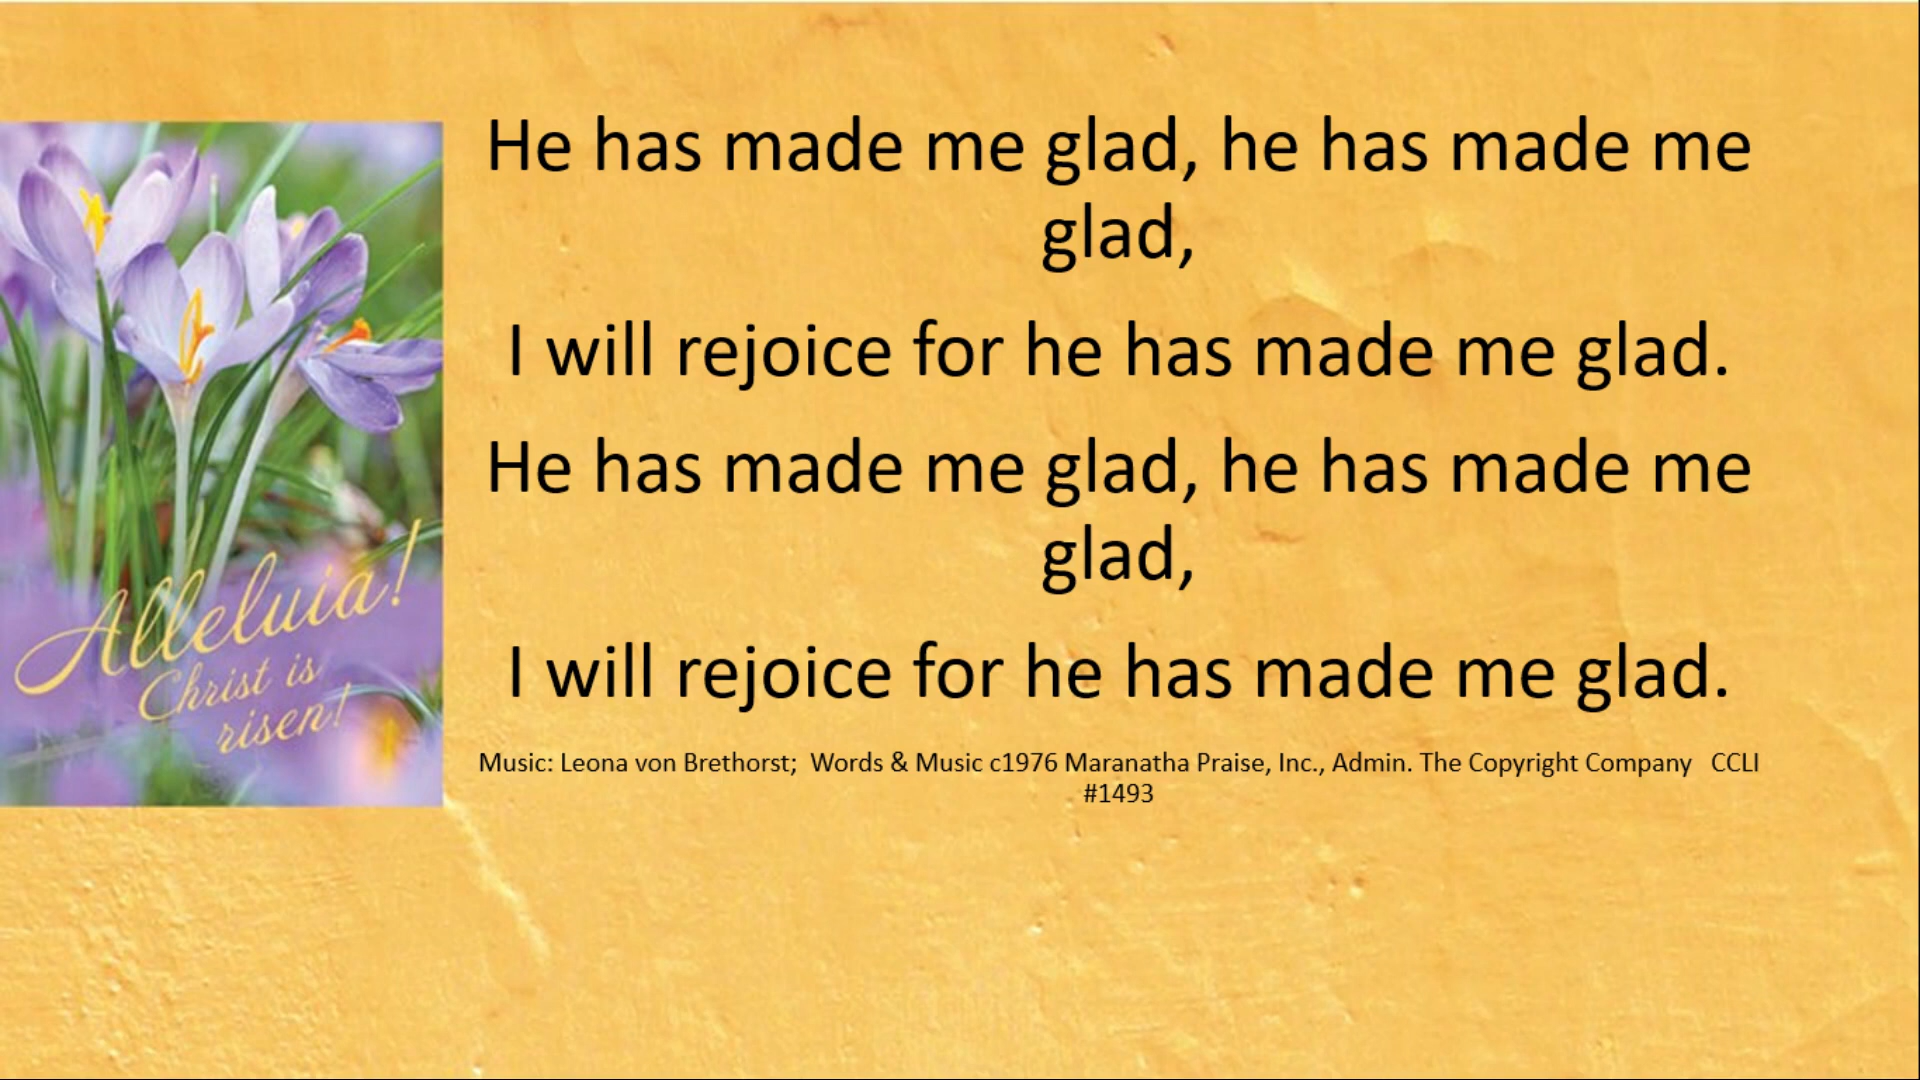 He has made me glad, he has made me
glad,
I will rejoice for he has made me glad.
He has made me glad, he has made me
glad,
I will rejoice for he has made me glad.
Music: Leona von Brethorst;  Words & Music c1976 Maranatha Praise, Inc., Admin. The Copyright Company   CCLI
#1493
Alleluia!
Christ is
risen!